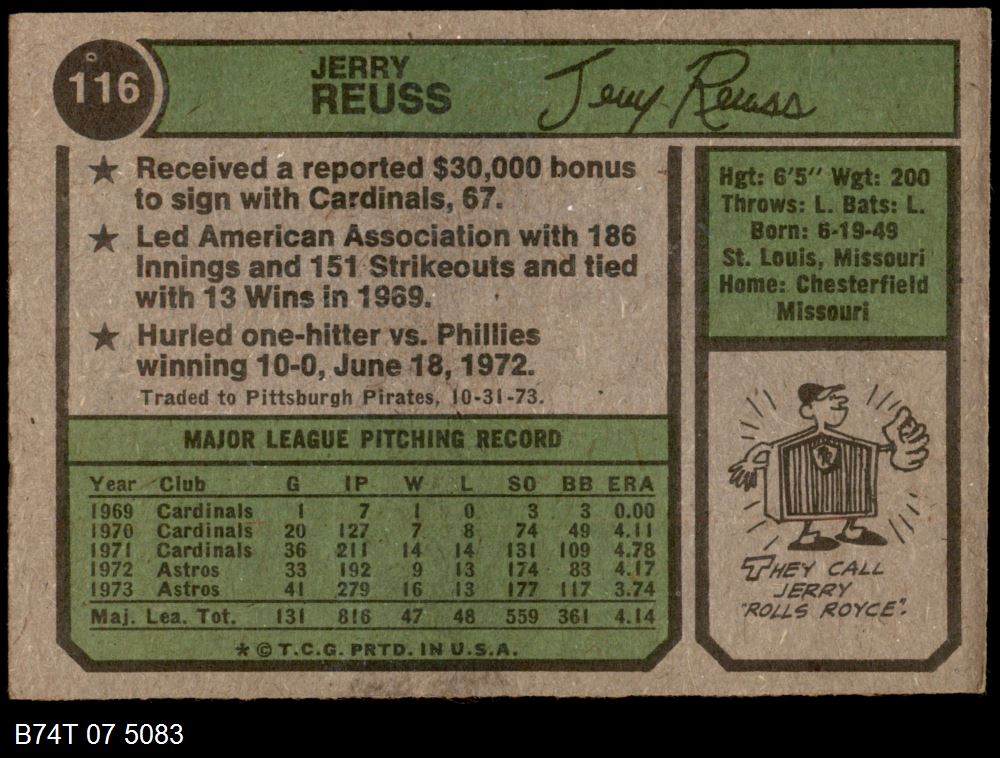 116
JERRY
REUSS
Jerry Reuss
★ Received a reported $30,000 bonus
to sign with Cardinals, 67.
★ Led American Association with 186
Innings and 151 Strikeouts and tied
with 13 Wins in 1969.
★ Hurled one-hitter vs. Phillies
winning 10-0, June 18, 1972.
Traded to Pittsburgh Pirates, 10-31-73.
Hgt: 6'5" Wgt: 200
Throws: L. Bats: L.
Born: 6-19-49
St. Louis, Missouri
Home: Chesterfield
Missouri
MAJOR LEAGUE PITCHING RECORD
Year Club G IP W L SO BB ERA
1969 Cardinals 1 7 1 0 3 3 0.00
1970 Cardinals 20 127 7 8 74 49 4.11
1971 Cardinals 36 211 14 14 131 109 4.78
1972 Astros 33 192 9 13 174 83 4.17
1973 Astros 41 279 16 13 177 117 3.74
Maj. Lea. Tot. 131 816 47 48 559 361 4.14
* © T.C.G. PRTD. IN U.S.A.
RR
THEY CALL
JERRY
"ROLLS ROYCE".
B74T 07 5083